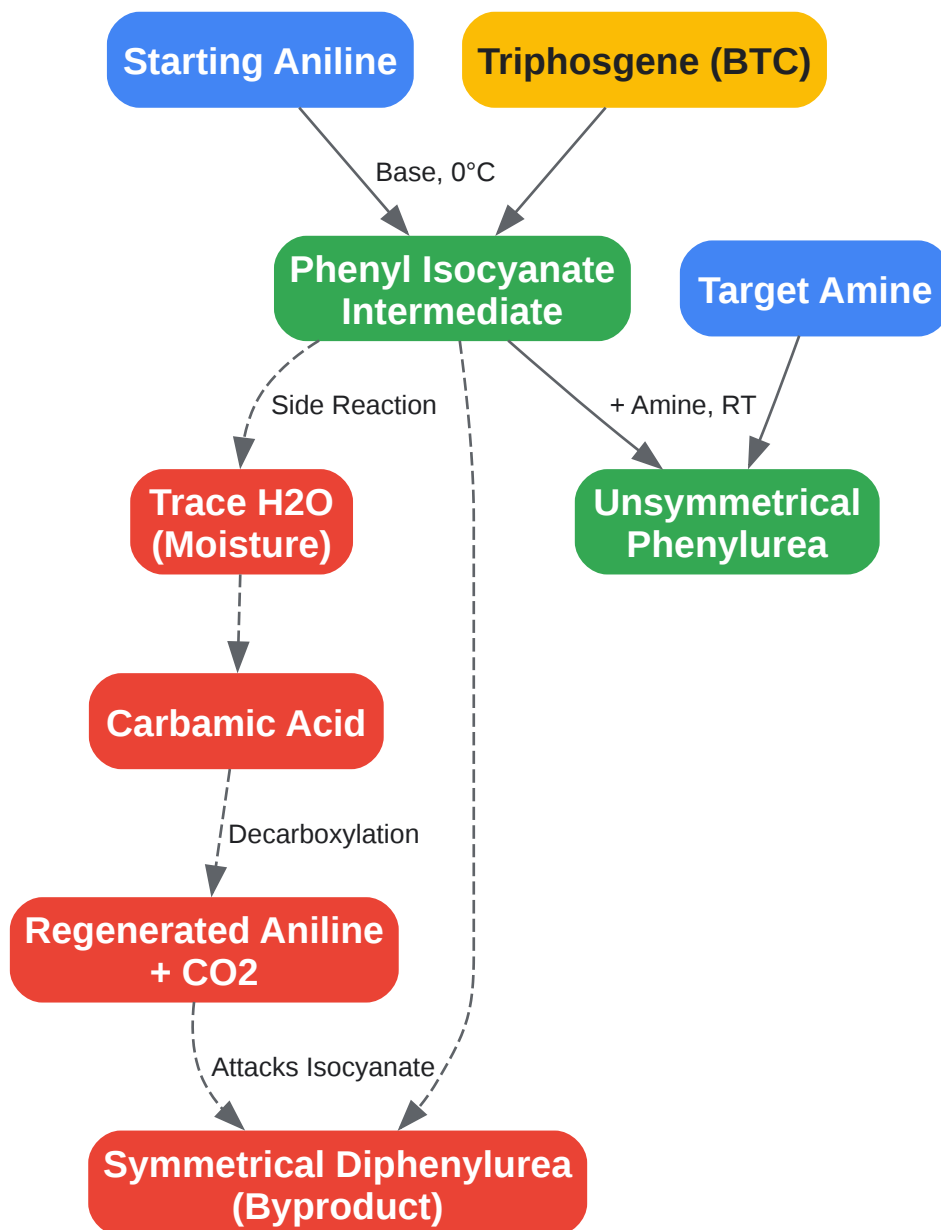 Starting Aniline
Triphosgene (BTC)
Base, 0°C
Phenyl Isocyanate
Intermediate
Target Amine
Side Reaction
+ Amine, RT
Trace H2O
(Moisture)
Unsymmetrical
Phenylurea
Carbamic Acid
Decarboxylation
Regenerated Aniline
+ CO2
Attacks Isocyanate
Symmetrical Diphenylurea
(Byproduct)